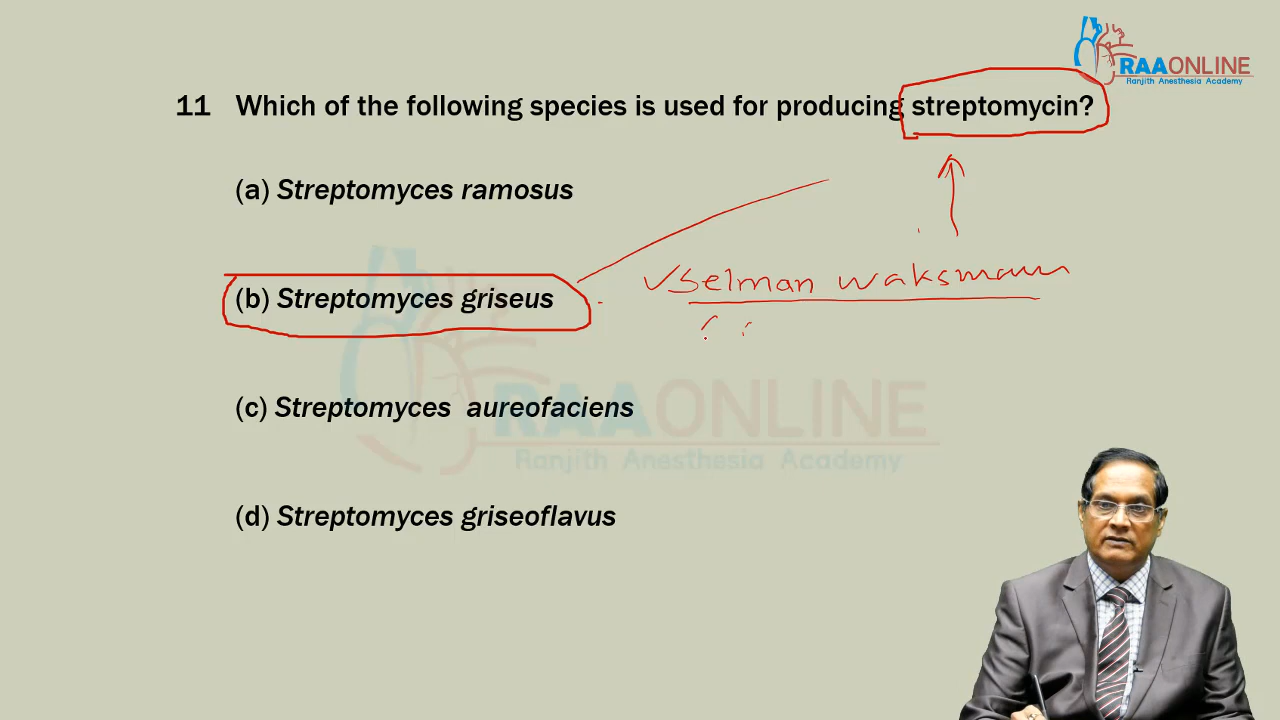 RAAONLINE
Ranjith Anesthesia Academy
11 Which of the following species is used for producing streptomycin?
(a) Streptomyces ramosus
(b) Streptomyces griseus
Selman waksmann
(c) Streptomyces aureofaciens
RAAONLINE
Ranjith Anesthesia Academy
(d) Streptomyces griseoflavus